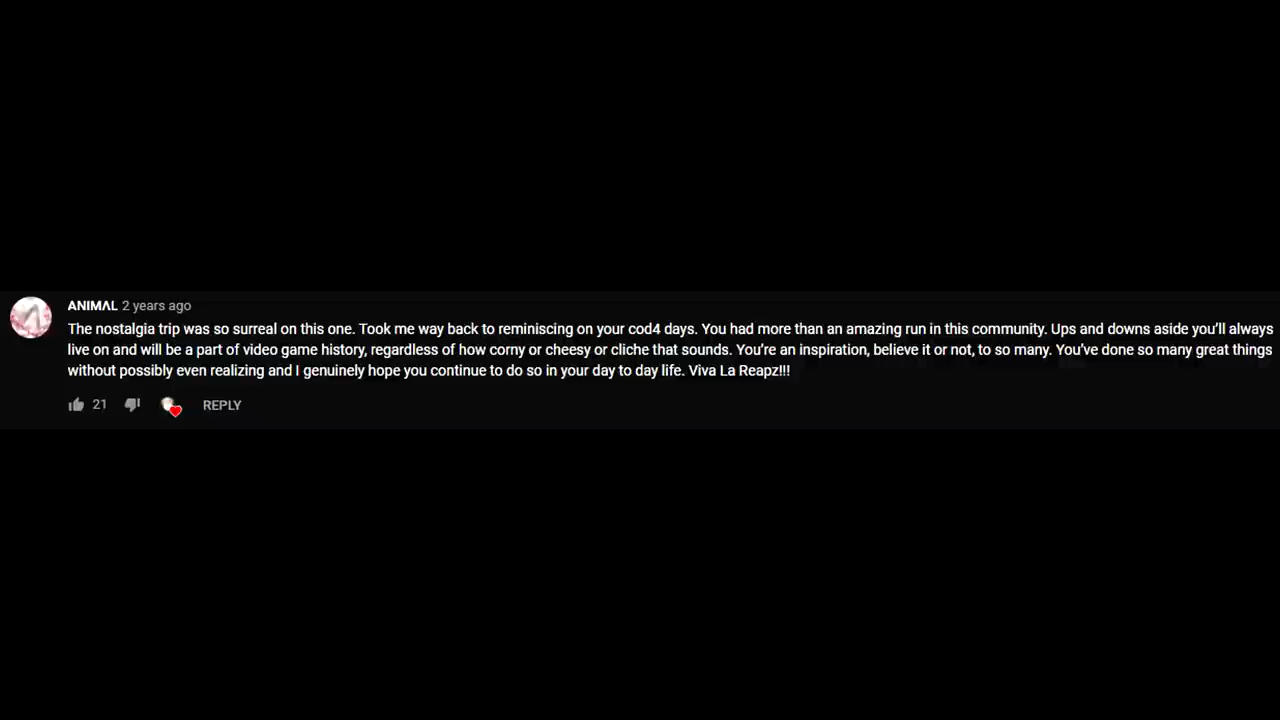 ANIMΛL 2 years ago
The nostalgia trip was so surreal on this one. Took me way back to reminiscing on your cod4 days. You had more than an amazing run in this community. Ups and downs aside you’ll always
live on and will be a part of video game history, regardless of how corny or cheesy or cliche that sounds. You’re an inspiration, believe it or not, to so many. You’ve done so many great things
without possibly even realizing and I genuinely hope you continue to do so in your day to day life. Viva La Reapz!!!
21 REPLY